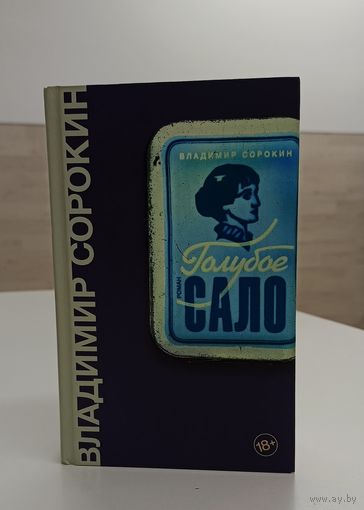 ВЛАДИМИР СОРОКИН
ВЛАДИМИР СОРОКИН
Голубое
РОМАН
САЛО
18+
www.ay.by